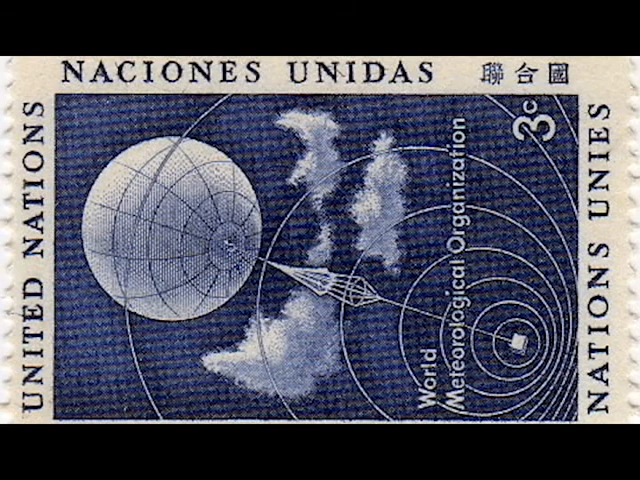 NACIONES UNIDAS 聯合國
UNITED NATIONS
3c
World
Meteorological Organization
NATIONS UNIES